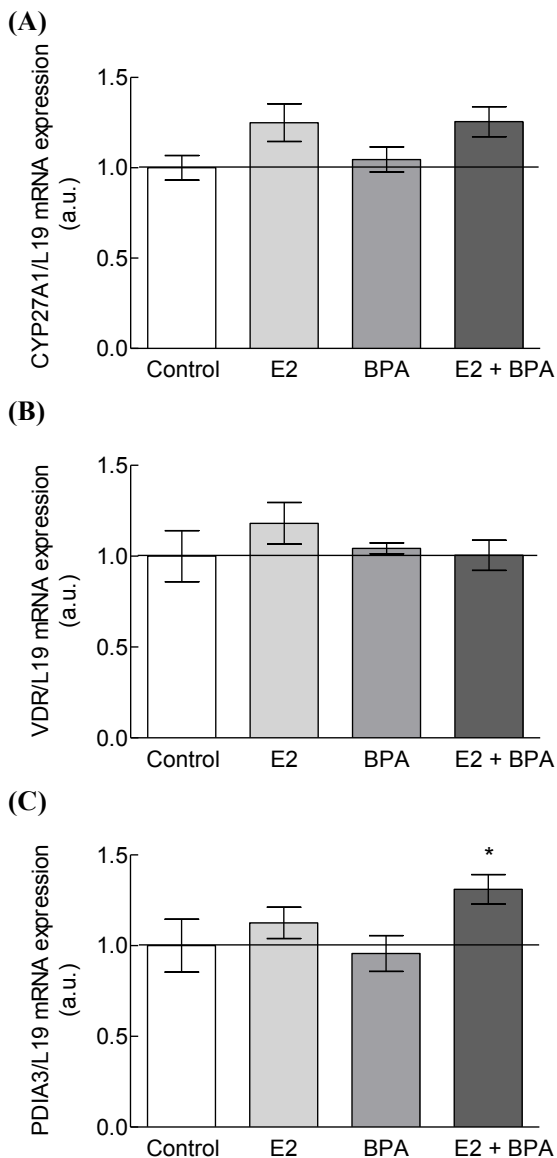 (A)
CYP27A1/L19 mRNA expression
(a.u.)
1.5
1.0
0.5
0.0
Control E2 BPA E2 + BPA
(B)
VDR/L19 mRNA expression
(a.u.)
1.5
1.0
0.5
0.0
Control E2 BPA E2 + BPA
(C)
PDIA3/L19 mRNA expression
(a.u.)
1.5
1.0
0.5
0.0
*
Control E2 BPA E2 + BPA